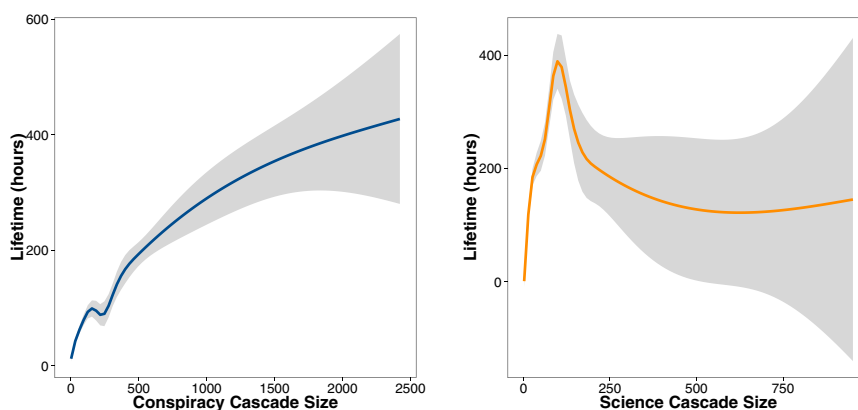 600
400
200
0
Lifetime (hours)
0 500 1000 1500 2000 2500
Conspiracy Cascade Size
400
200
0
Lifetime (hours)
0 250 500 750
Science Cascade Size